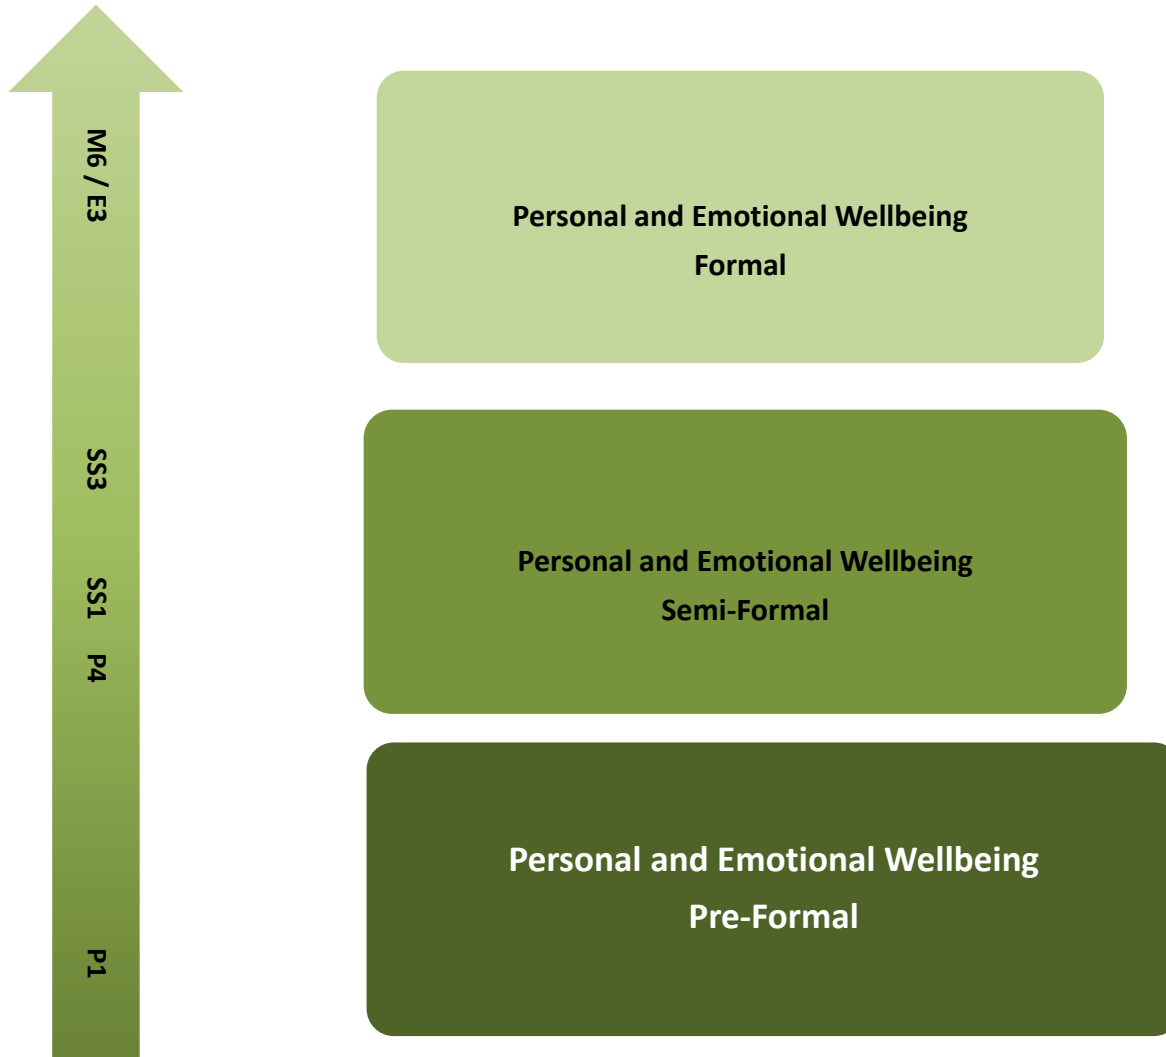 M6 / E3
SS3
SS1
P4
P1
Personal and Emotional Wellbeing
Formal
Personal and Emotional Wellbeing
Semi-Formal
Personal and Emotional Wellbeing
Pre-Formal